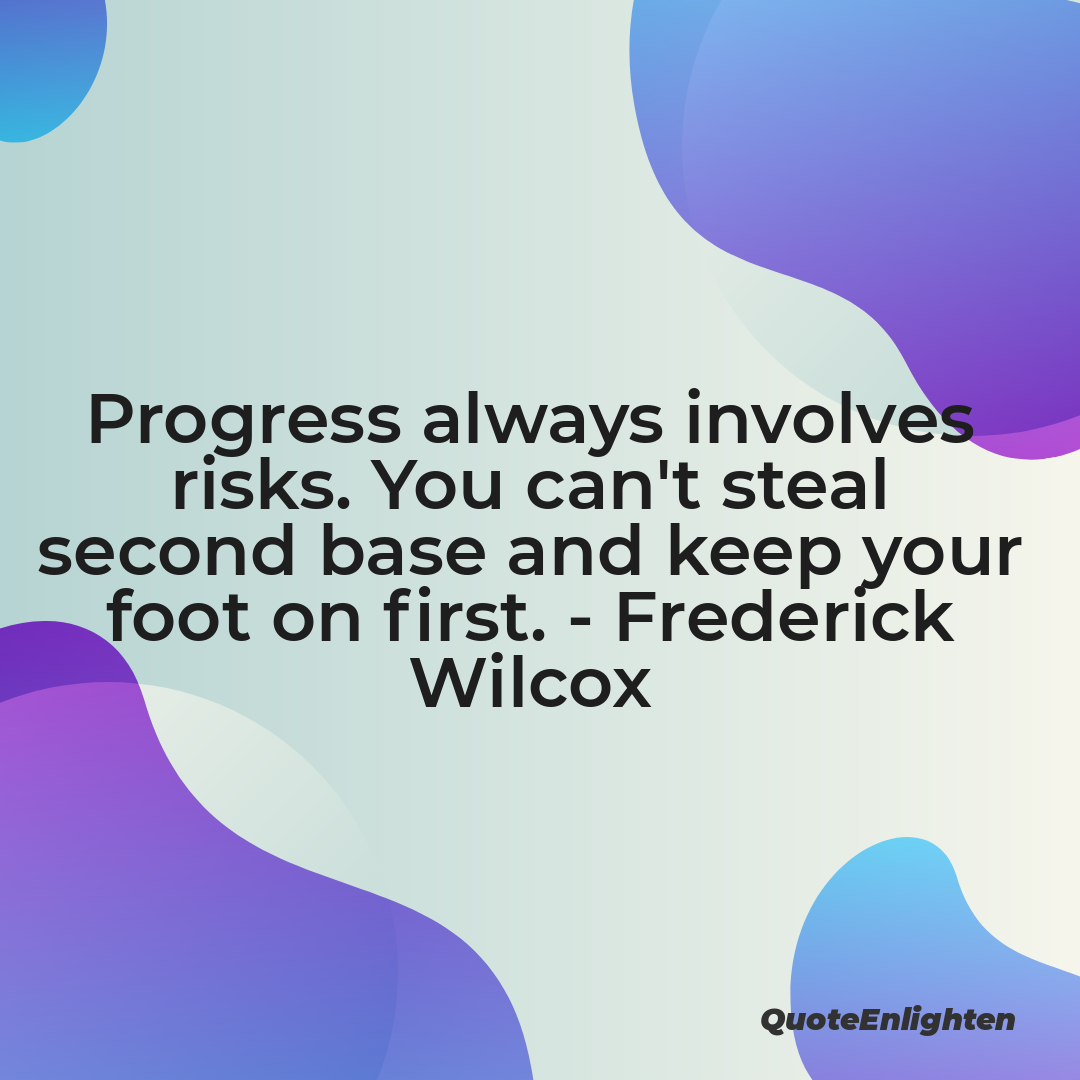 Progress always involves
risks. You can't steal
second base and keep your
foot on first. - Frederick
Wilcox
QuoteEnlighten